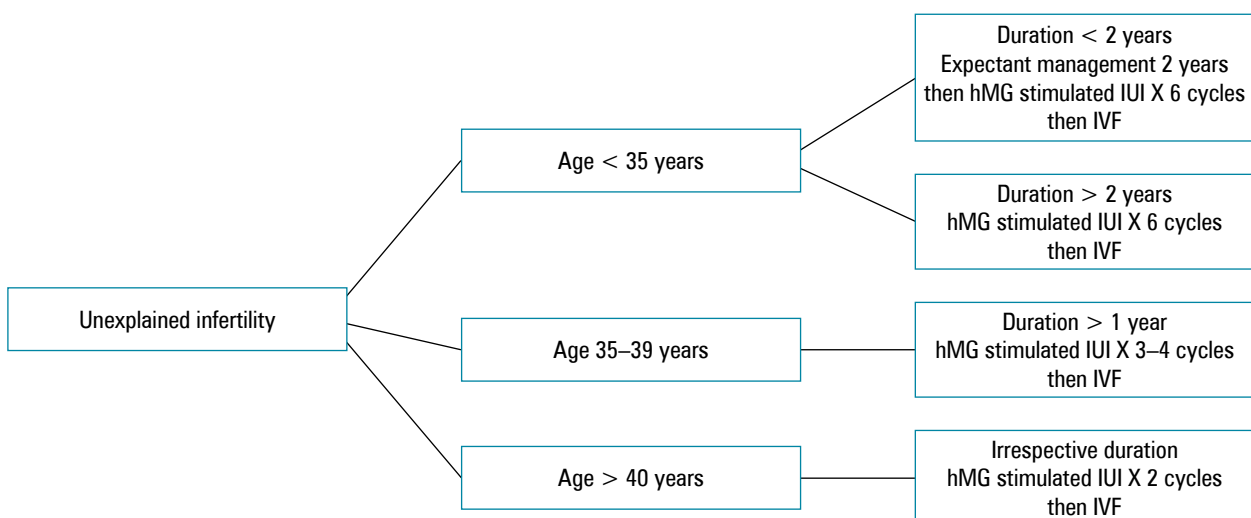 Unexplained infertility
Age < 35 years
Duration < 2 years
Expectant management 2 years
then hMG stimulated IUI X 6 cycles
then IVF
Duration > 2 years
hMG stimulated IUI X 6 cycles
then IVF
Age 35–39 years
Duration > 1 year
hMG stimulated IUI X 3–4 cycles
then IVF
Age > 40 years
Irrespective duration
hMG stimulated IUI X 2 cycles
then IVF